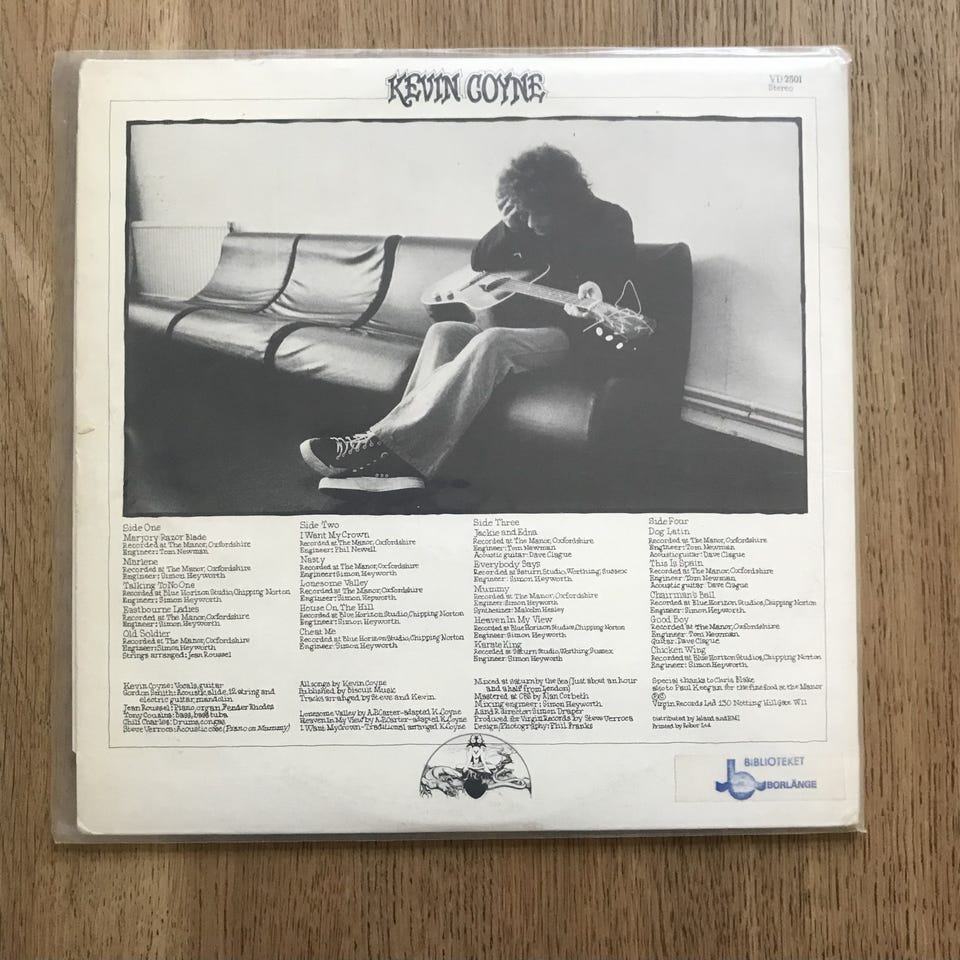 KEVIN COYNE
VD 2501
Stereo
Side One
Marjory Razor Blade
Recorded at The Manor, Oxfordshire
Engineer: Tom Newman
Marlene
Recorded at The Manor, Oxfordshire
Engineer: Simon Heyworth
Talking To No One
Recorded at Blue Horizon Studio, Chipping Norton
Engineer: Simon Heyworth
Eastbourne Ladies
Recorded at The Manor, Oxfordshire
Engineer: Simon Heyworth
Old Soldier
Recorded at The Manor, Oxfordshire
Engineer: Simon Heyworth
Strings arranged: Jean Roussel
Side Two
I Want My Crown
Recorded at The Manor, Oxfordshire
Engineer: Phil Newell
Nasty
Recorded at The Manor, Oxfordshire
Engineer: Simon Heyworth
Lonesome Valley
Recorded at The Manor, Oxfordshire
Engineer: Simon Heyworth
House On The Hill
Recorded at Blue Horizon Studio, Chipping Norton
Engineer: Simon Heyworth
Cheat Me
Recorded at Blue Horizon Studio, Chipping Norton
Engineer: Simon Heyworth
Side Three
Jackie and Edna
Recorded at The Manor, Oxfordshire
Engineer: Tom Newman
Acoustic guitar: Dave Clague
Everybody Says
Recorded at Saturn Studio, Worthing, Sussex
Engineer: Simon Heyworth
Mummy
Recorded at The Manor, Oxfordshire
Engineer: Simon Heyworth
Synthesizer: Malcolm Healey
Heaven In My View
Recorded at Blue Horizon Studios, Chipping Norton
Engineer: Simon Heyworth
Karate King
Recorded at Saturn Studio, Worthing, Sussex
Engineer: Simon Heyworth
Side Four
Dog Latin
Recorded at The Manor, Oxfordshire
Engineer: Tom Newman
Acoustic guitar: Dave Clague
This Is Spain
Recorded at The Manor, Oxfordshire
Engineer: Tom Newman
Acoustic guitar: Dave Clague
Chairman's Ball
Recorded at Blue Horizon Studios, Chipping Norton
Engineer: Simon Heyworth
Good Boy
Recorded at The Manor, Oxfordshire
Engineer: Tom Newman
Guitar: Dave Clague
Chicken Wing
Recorded at Blue Horizon Studios, Chipping Norton
Engineer: Simon Heyworth
Kevin Coyne: Vocals, guitar
Gordon Smith: Acoustic, slide, 12 string and
electric guitar, mandolin
Jean Roussel: Piano, organ, Fender Rhodes
Tony Cousins: bass, bass tuba
Chili Charles: Drums, congas
Steve Verroca: Acoustic case (Piano on Mummy)
All songs by Kevin Coyne
Published by Biscuit Music
Tracks arranged by Steve and Kevin
Lonesome Valley by A.P. Carter-adapted K. Coyne
Heaven In My View by A.P. Carter-adapted K. Coyne
I Want My Crown-Traditional arranged K. Coyne
Mixed at Saturn by the Sea (Just about an hour
and a half from London)
Mastered at CBS by Alan Corbeth
Mixing engineer: Simon Heyworth
A and R director: Simon Draper
Produced for Virgin Records by Steve Verroca
Design/Photography: Phil Franks
Special thanks to Chris Blake
also to Paul Keegan for the fine food at the Manor
©℗
Virgin Records Ltd 130 Notting Hill Gate W11
Distributed by Island and EMI
Printed by Robor Ltd
BIBLIOTEKET
b
BORLÄNGE